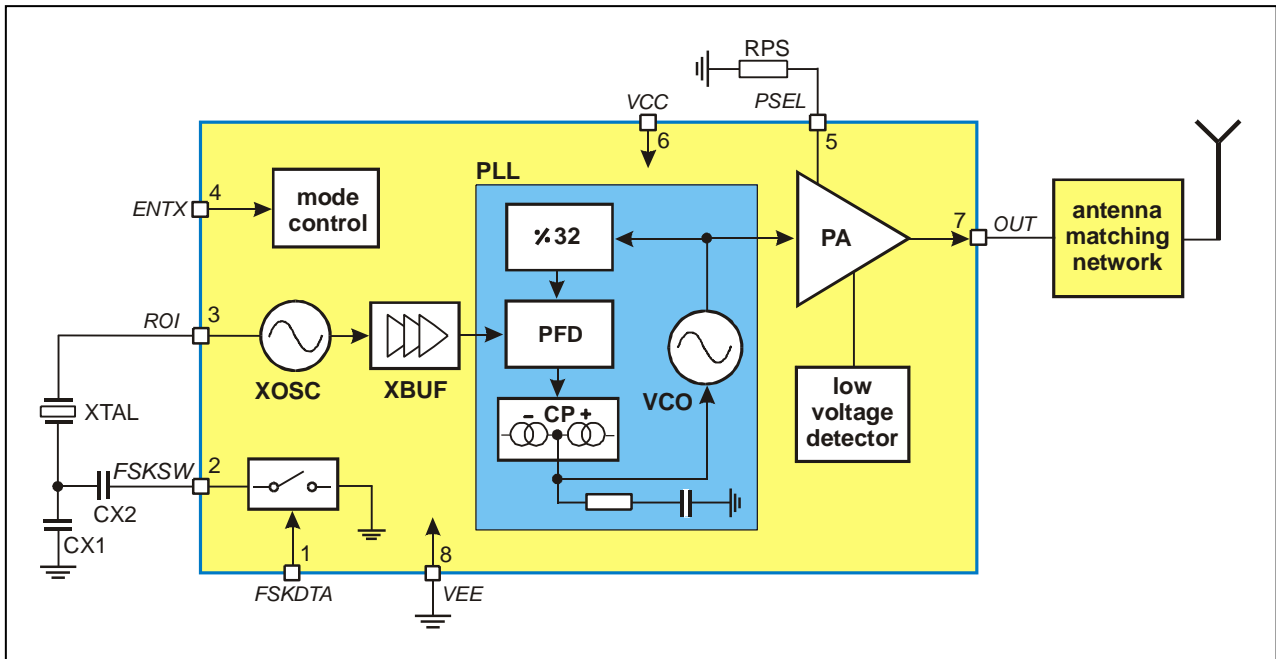 RPS
VCC
PSEL
6
5
PLL
ENTX
4
mode
control
٪32
PA
7
OUT
antenna
matching
network
ROI
3
XOSC
XBUF
PFD
VCO
low
voltage
detector
XTAL
- CP +
FSKSW
2
CX2
CX1
1
FSKDTA
8
VEE